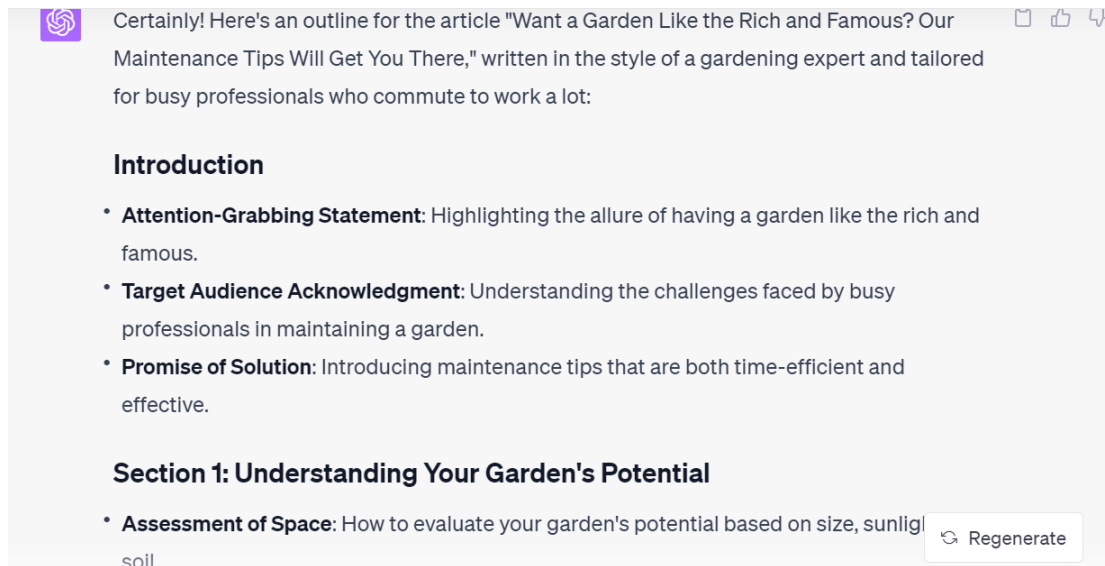 Certainly! Here's an outline for the article "Want a Garden Like the Rich and Famous? Our
Maintenance Tips Will Get You There," written in the style of a gardening expert and tailored
for busy professionals who commute to work a lot:
Introduction
• Attention-Grabbing Statement: Highlighting the allure of having a garden like the rich and
famous.
• Target Audience Acknowledgment: Understanding the challenges faced by busy
professionals in maintaining a garden.
• Promise of Solution: Introducing maintenance tips that are both time-efficient and
effective.
Section 1: Understanding Your Garden's Potential
• Assessment of Space: How to evaluate your garden's potential based on size,
soil
Regenerate